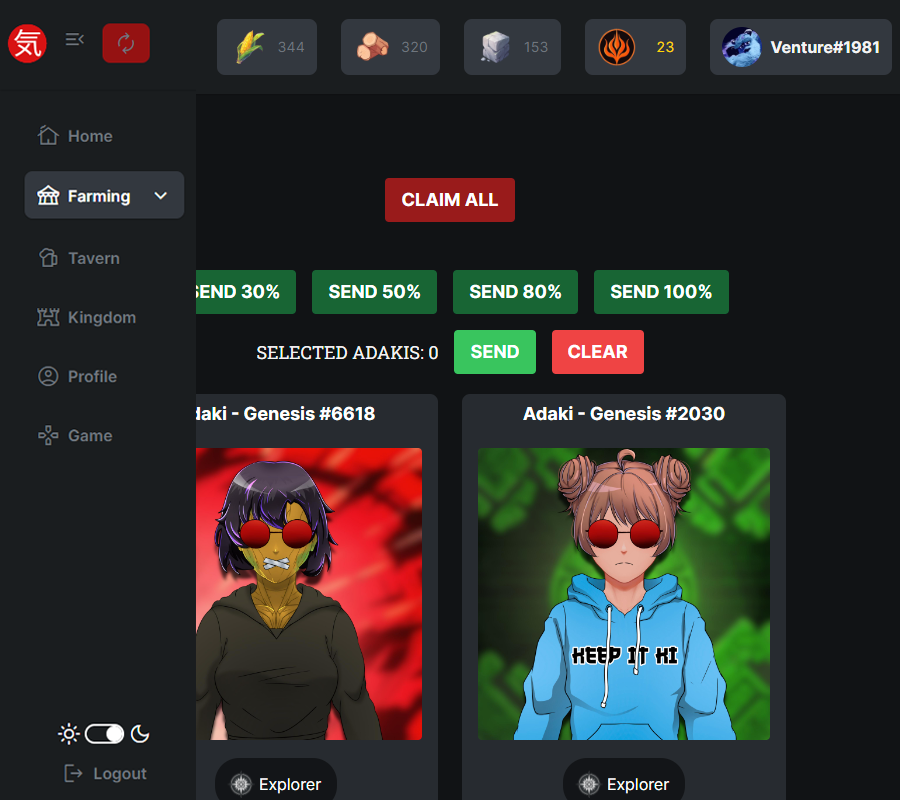 気
344
320
153
23
Venture#1981
Home
Farming
Tavern
Kingdom
Profile
Game
Logout
CLAIM ALL
SEND 30%
SEND 50%
SEND 80%
SEND 100%
SELECTED ADAKIS: 0
SEND
CLEAR
daki - Genesis #6618
Explorer
Adaki - Genesis #2030
KEEP IT KI
Explorer